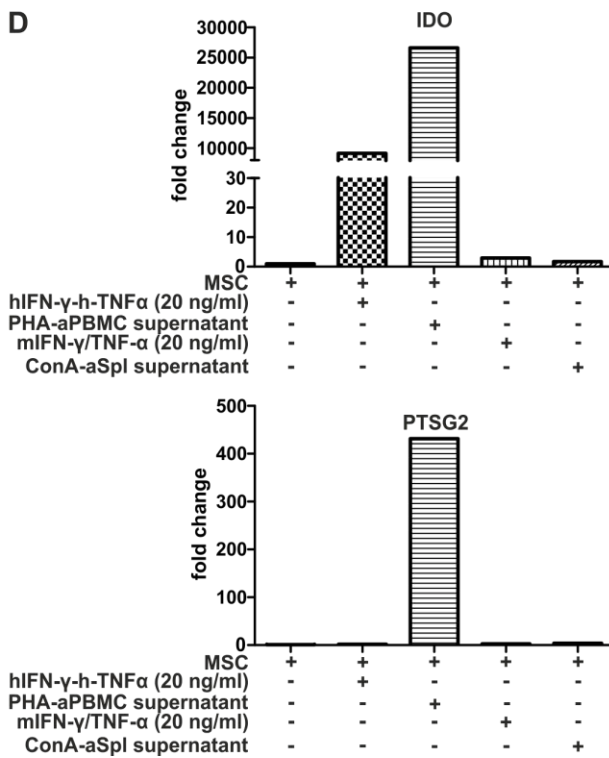 D
IDO
fold change
30000
25000
20000
15000
10000
30
20
10
0
MSC + + + + +
hIFN-γ-h-TNFα (20 ng/ml) - + - - -
PHA-aPBMC supernatant - - + - -
mIFN-γ/TNF-α (20 ng/ml) - - - + -
ConA-aSpl supernatant - - - - +
PTSG2
fold change
500
400
300
200
100
0
MSC + + + + +
hIFN-γ-h-TNFα (20 ng/ml) - + - - -
PHA-aPBMC supernatant - - + - -
mIFN-γ/TNF-α (20 ng/ml) - - - + -
ConA-aSpl supernatant - - - - +